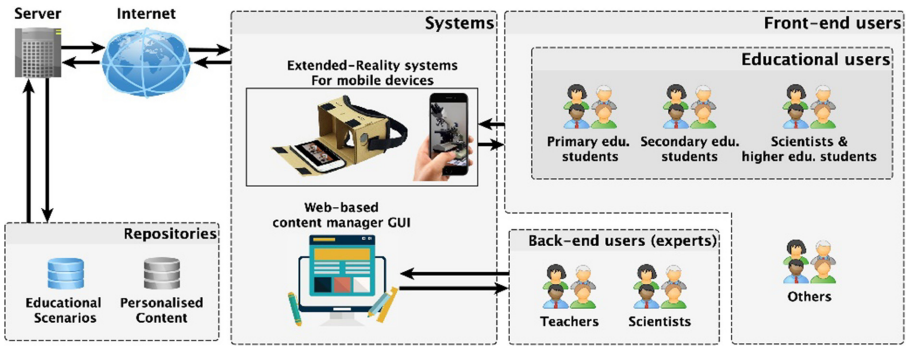 Server
Internet
Systems
Extended-Reality systems
For mobile devices
Web-based
content manager GUI
Front-end users
Educational users
Primary edu.
students
Secondary edu.
students
Scientists &
higher edu. students
Others
Back-end users (experts)
Teachers
Scientists
Repositories
Educational
Scenarios
Personalised
Content